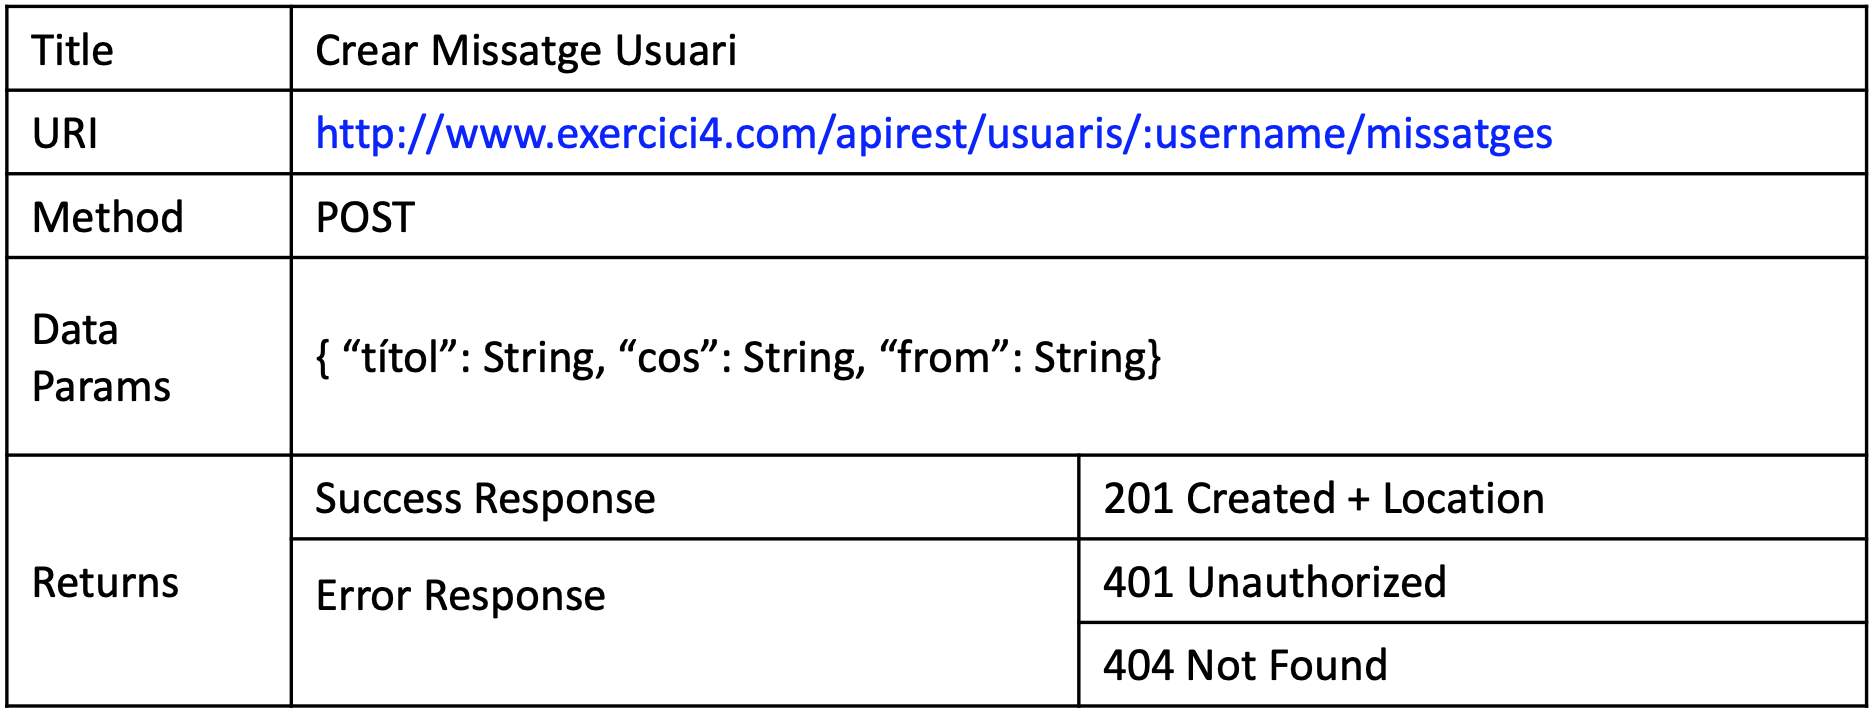 Title
Crear Missatge Usuari
URI
http://www.exercici4.com/apirest/usuaris/:username/missatges
Method
POST
Data
Params
{ “títol”: String, “cos”: String, “from”: String}
Returns
Success Response
201 Created + Location
Error Response
401 Unauthorized
404 Not Found